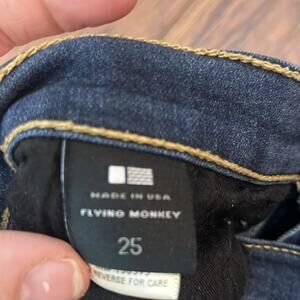 MADE IN USA
FLYING MONKEY
25
REVERSE FOR CARE